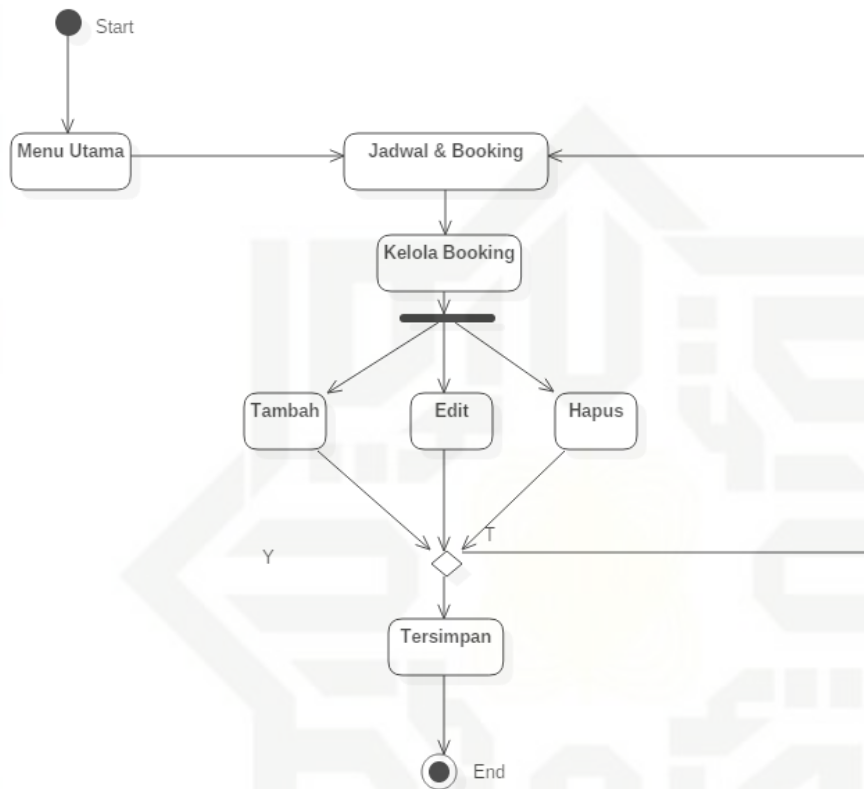 Start
Menu Utama
Jadwal & Booking
Kelola Booking
Tambah
Edit
Hapus
T
Y
Tersimpan
End